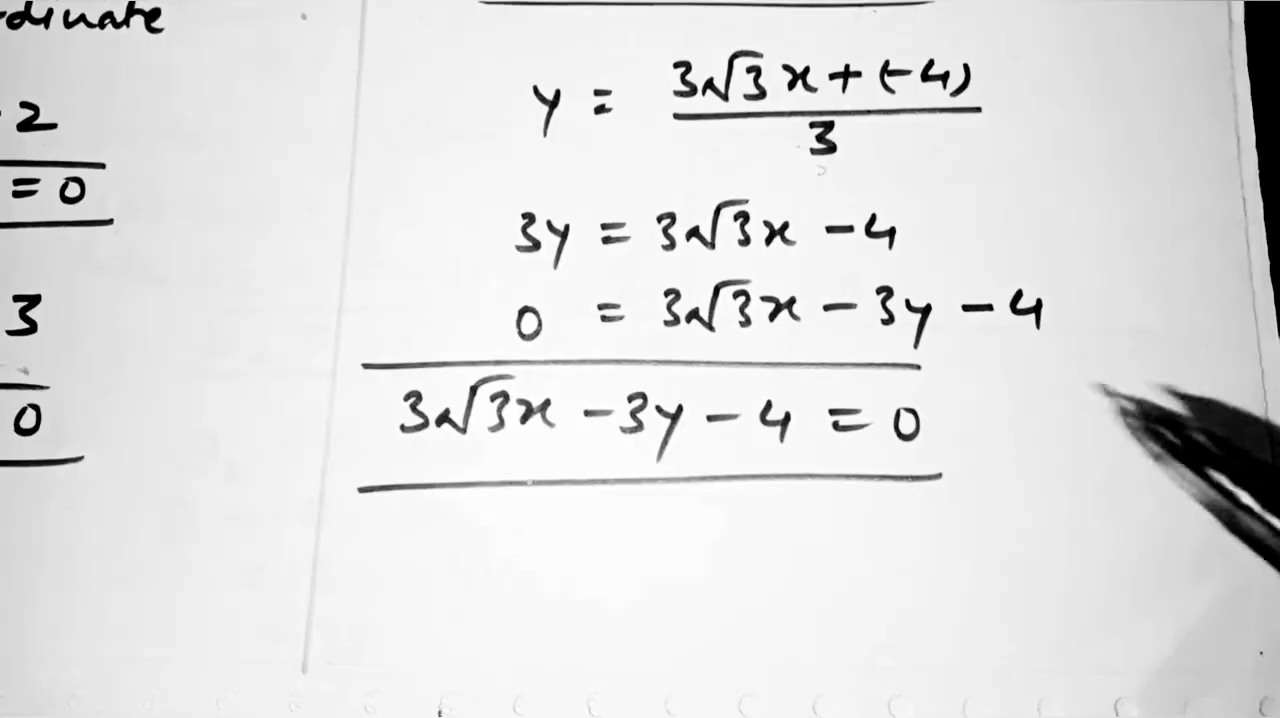 dinate
2
= 0
3
0
y = 3√3x + (-4) / 3
3y = 3√3x - 4
0 = 3√3x - 3y - 4
3√3x - 3y - 4 = 0